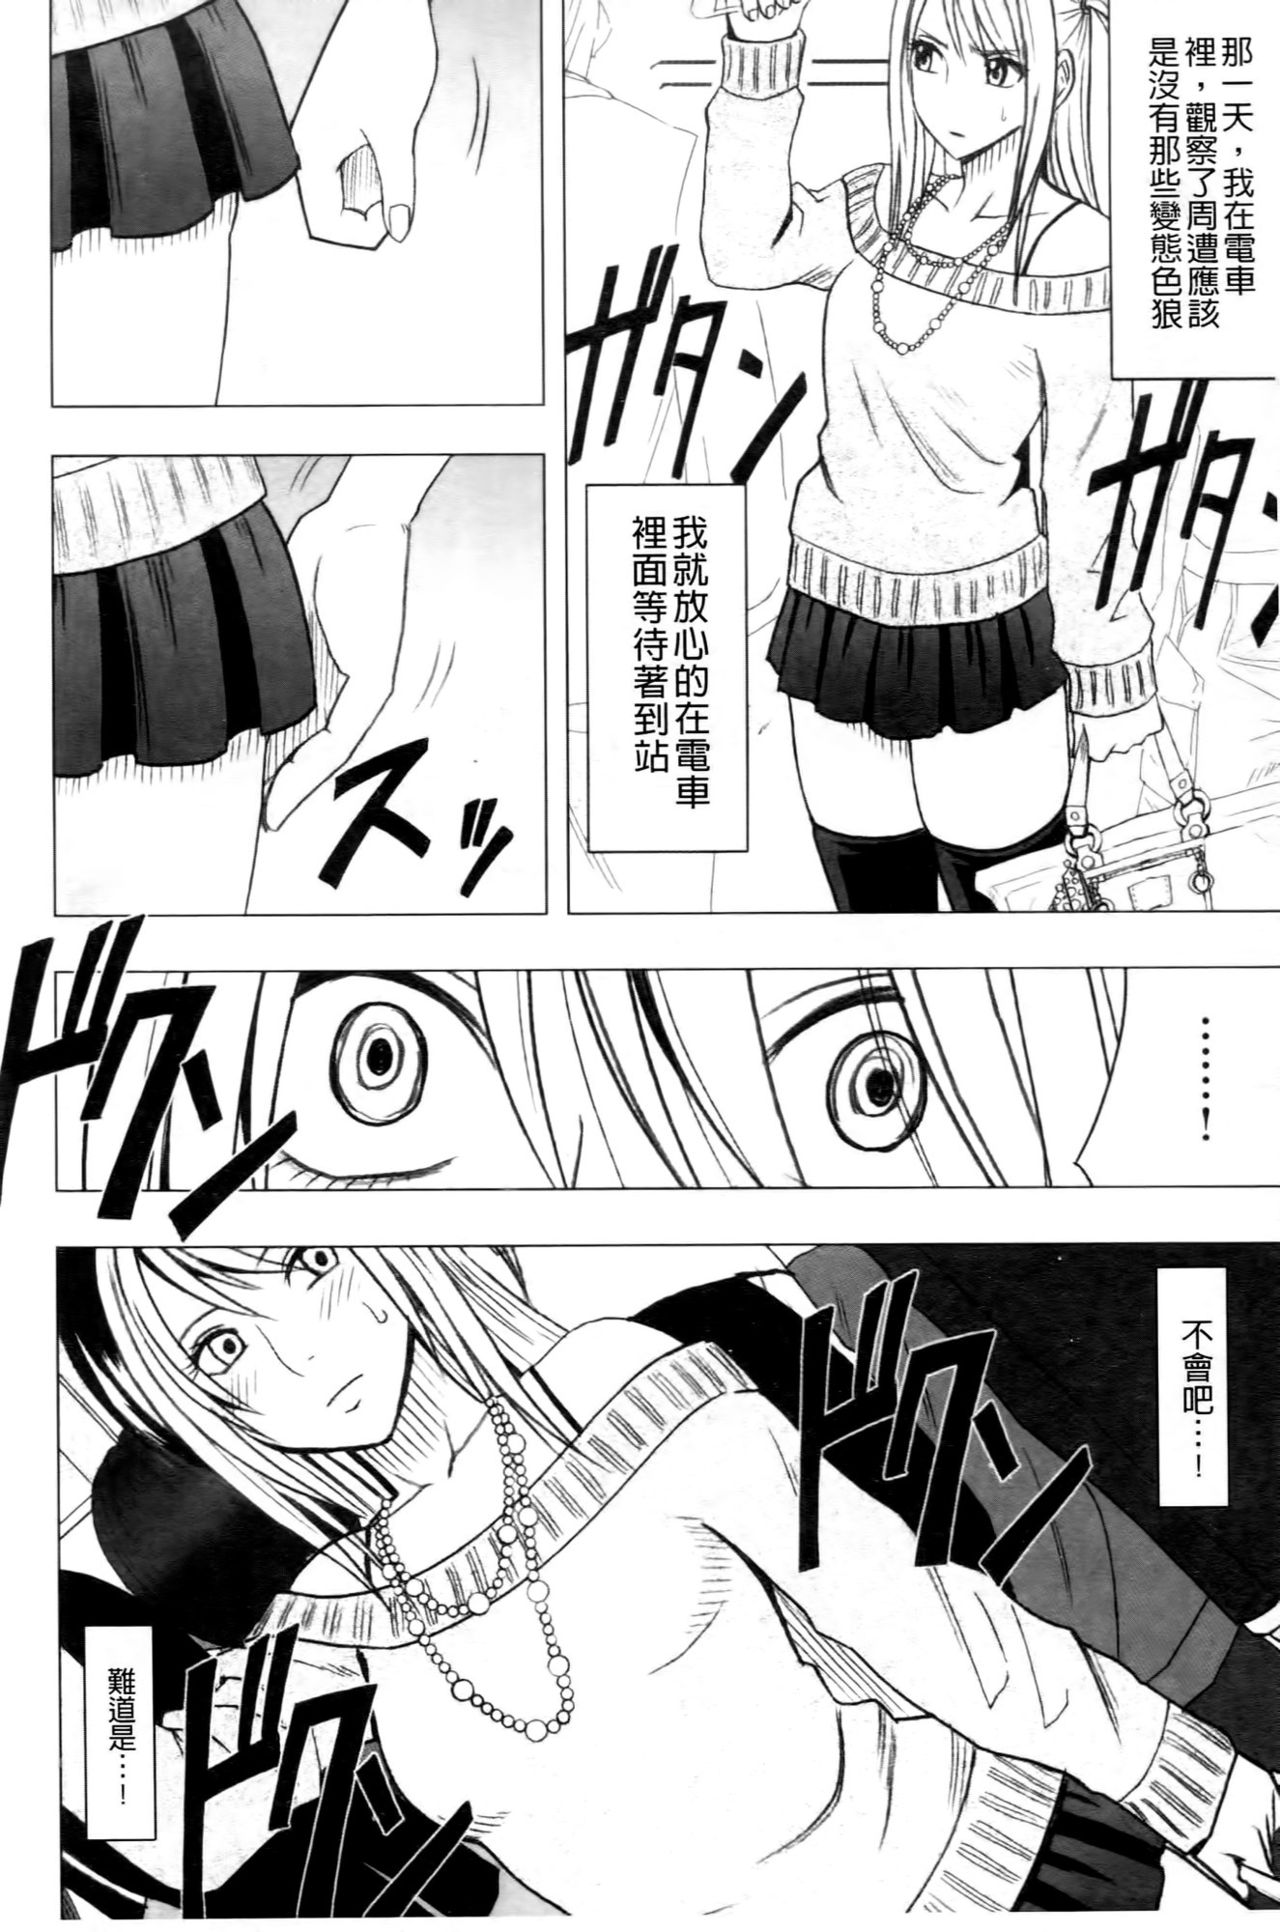 那一天，我在電車
裡，觀察了周遭應該
是沒有那些變態色狼
ガタン
ガタン
我就放心的在電車
裡面等待著到站
スッ
……！
ドクン
不會吧…！
ドクン
難道是…！
ドクン